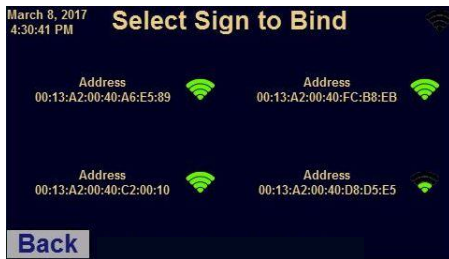 March 8, 2017
4:30:41 PM
Select Sign to Bind
Address
00:13:A2:00:40:A6:E5:89
Address
00:13:A2:00:40:FC:B8:EB
Address
00:13:A2:00:40:C2:00:10
Address
00:13:A2:00:40:D8:D5:E5
Back